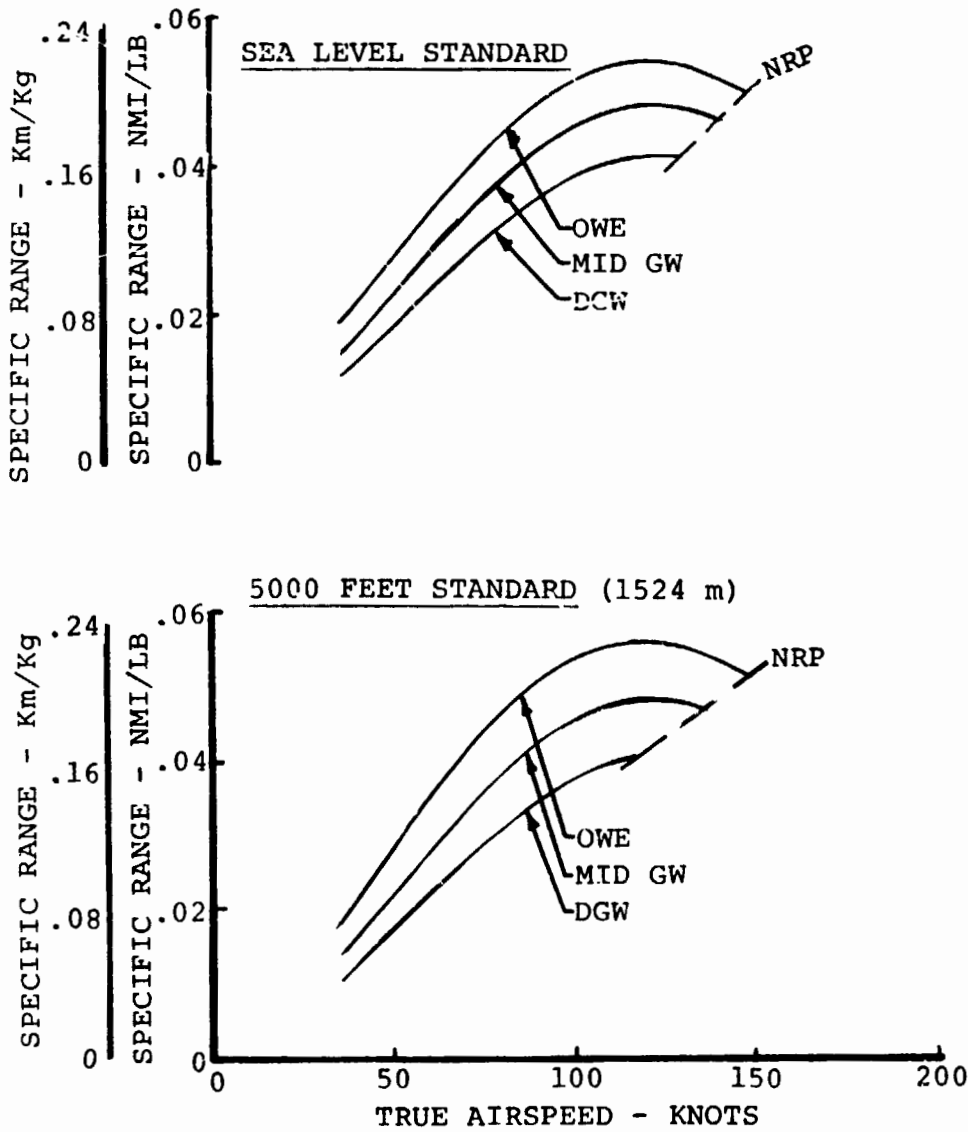 SEA LEVEL STANDARD
SPECIFIC RANGE - Km/Kg
.24
.16
.08
0
SPECIFIC RANGE - NMI/LB
.06
.04
.02
0
NRP
OWE
MID GW
DCW
5000 FEET STANDARD (1524 m)
SPECIFIC RANGE - Km/Kg
.24
.16
.08
0
SPECIFIC RANGE - NMI/LB
.06
.04
.02
0
NRP
OWE
MID GW
DGW
0 50 100 150 200
TRUE AIRSPEED - KNOTS